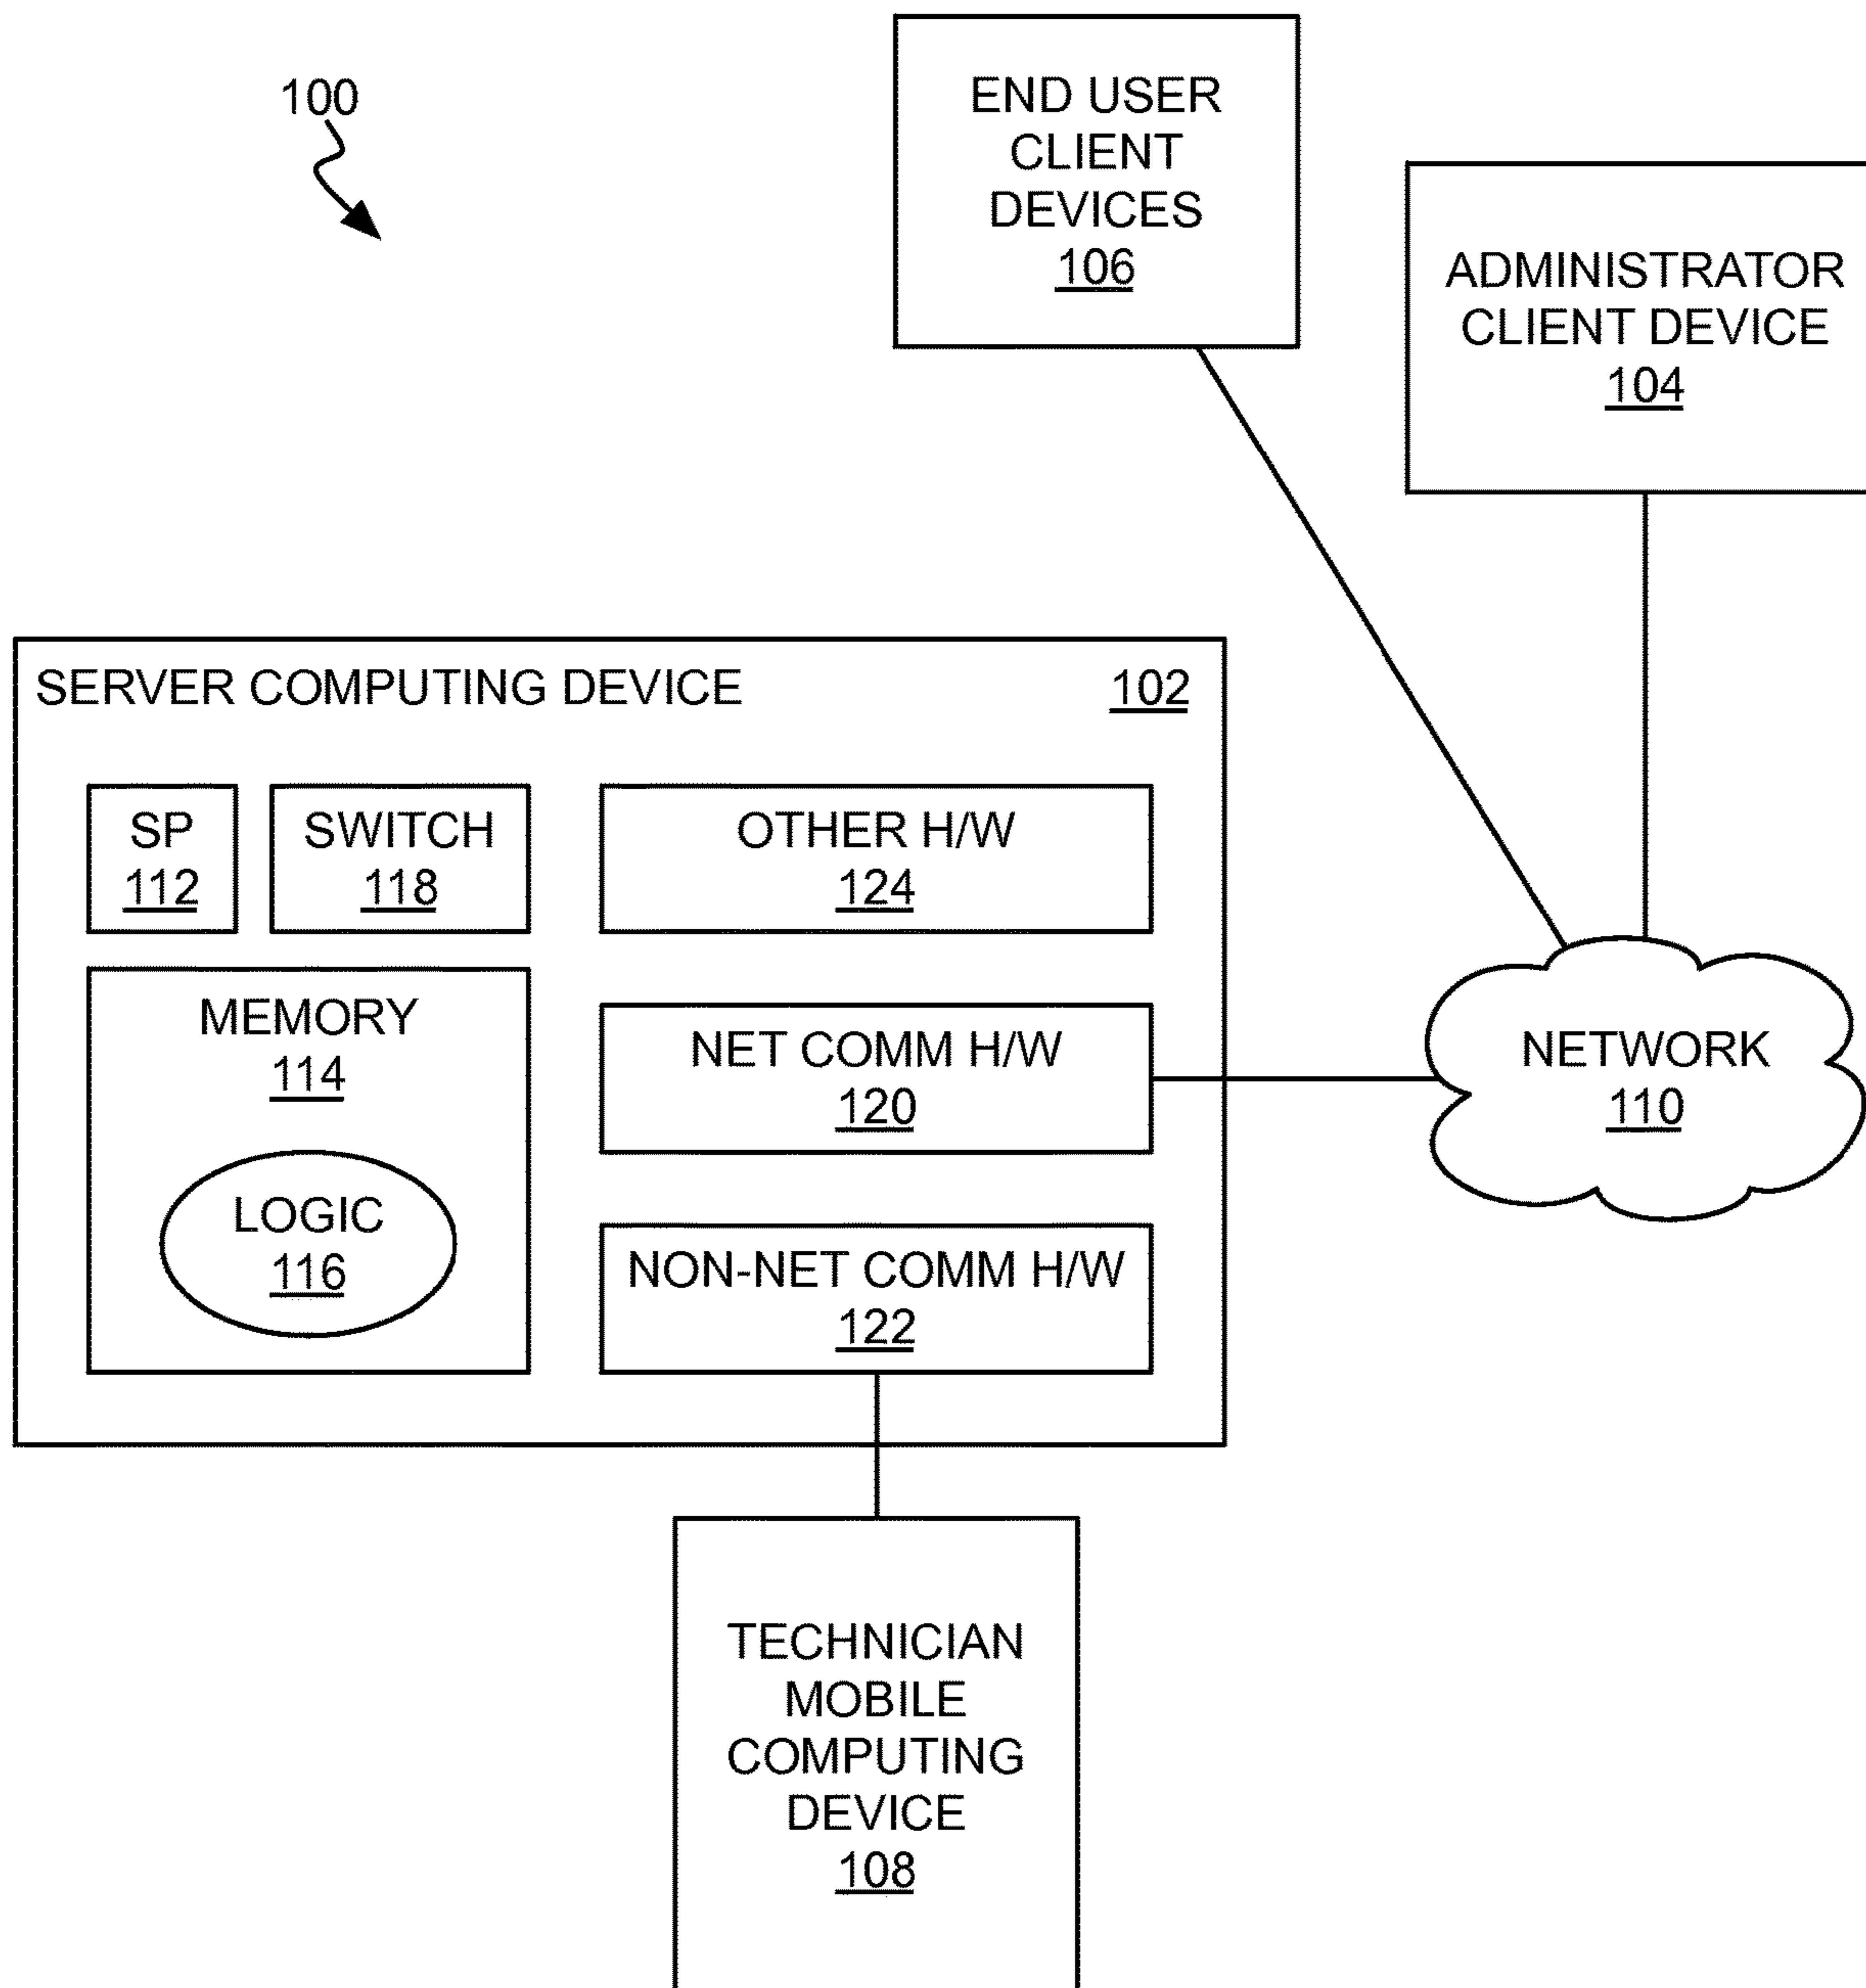 100
END USER
CLIENT
DEVICES
106
ADMINISTRATOR
CLIENT DEVICE
104
SERVER COMPUTING DEVICE 102
SP
112
SWITCH
118
OTHER H/W
124
MEMORY
114
LOGIC
116
NET COMM H/W
120
NON-NET COMM H/W
122
NETWORK
110
TECHNICIAN
MOBILE
COMPUTING
DEVICE
108